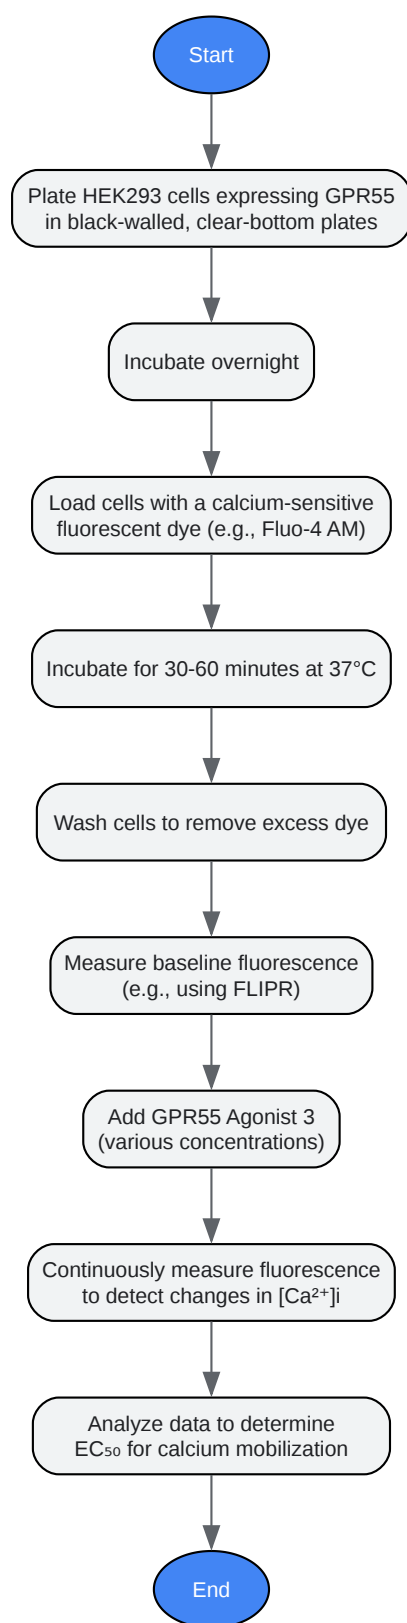 Start
Plate HEK293 cells expressing GPR55
in black-walled, clear-bottom plates
Incubate overnight
Load cells with a calcium-sensitive
fluorescent dye (e.g., Fluo-4 AM)
Incubate for 30-60 minutes at 37°C
Wash cells to remove excess dye
Measure baseline fluorescence
(e.g., using FLIPR)
Add GPR55 Agonist 3
(various concentrations)
Continuously measure fluorescence
to detect changes in [Ca²⁺]i
Analyze data to determine
EC₅₀ for calcium mobilization
End